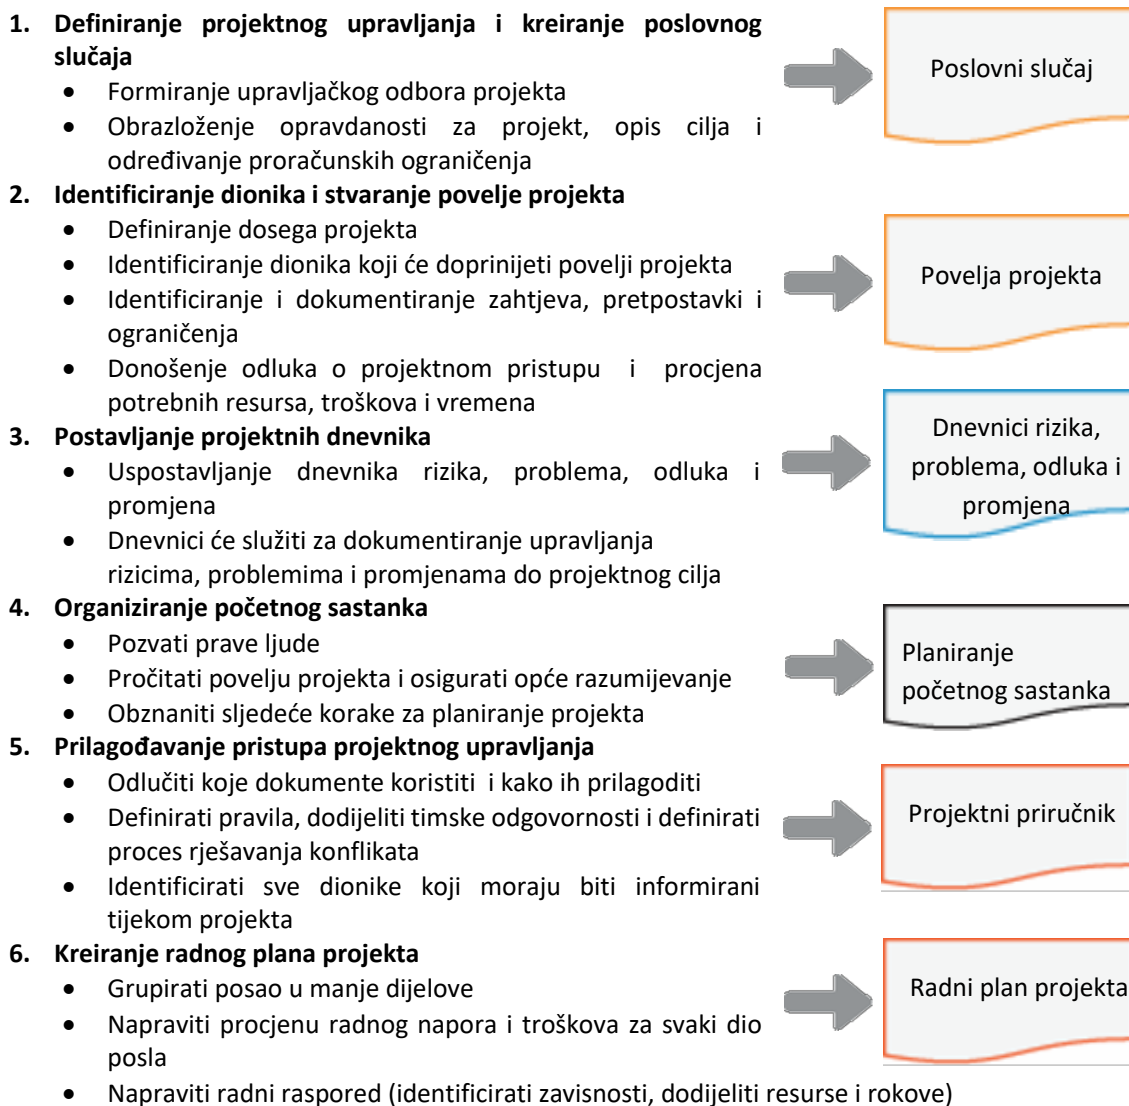 1. Definiranje projektnog upravljanja i kreiranje poslovnog
slučaja
• Formiranje upravljačkog odbora projekta
• Obrazloženje opravdanosti za projekt, opis cilja i
određivanje proračunskih ograničenja
Poslovni slučaj
2. Identificiranje dionika i stvaranje povelje projekta
• Definiranje dosega projekta
• Identificiranje dionika koji će doprinijeti povelji projekta
• Identificiranje i dokumentiranje zahtjeva, pretpostavki i
ograničenja
• Donošenje odluka o projektnom pristupu i procjena
potrebnih resursa, troškova i vremena
Povelja projekta
3. Postavljanje projektnih dnevnika
• Uspostavljanje dnevnika rizika, problema, odluka i
promjena
• Dnevnici će služiti za dokumentiranje upravljanja
rizicima, problemima i promjenama do projektnog cilja
Dnevnici rizika,
problema, odluka i
promjena
4. Organiziranje početnog sastanka
• Pozvati prave ljude
• Pročitati povelju projekta i osigurati opće razumijevanje
• Obznaniti sljedeće korake za planiranje projekta
Planiranje
početnog sastanka
5. Prilagođavanje pristupa projektnog upravljanja
• Odlučiti koje dokumente koristiti i kako ih prilagoditi
• Definirati pravila, dodijeliti timske odgovornosti i definirati
proces rješavanja konflikata
• Identificirati sve dionike koji moraju biti informirani
tijekom projekta
Projektni priručnik
6. Kreiranje radnog plana projekta
• Grupirati posao u manje dijelove
• Napraviti procjenu radnog napora i troškova za svaki dio
posla
• Napraviti radni raspored (identificirati zavisnosti, dodijeliti resurse i rokove)
Radni plan projekta